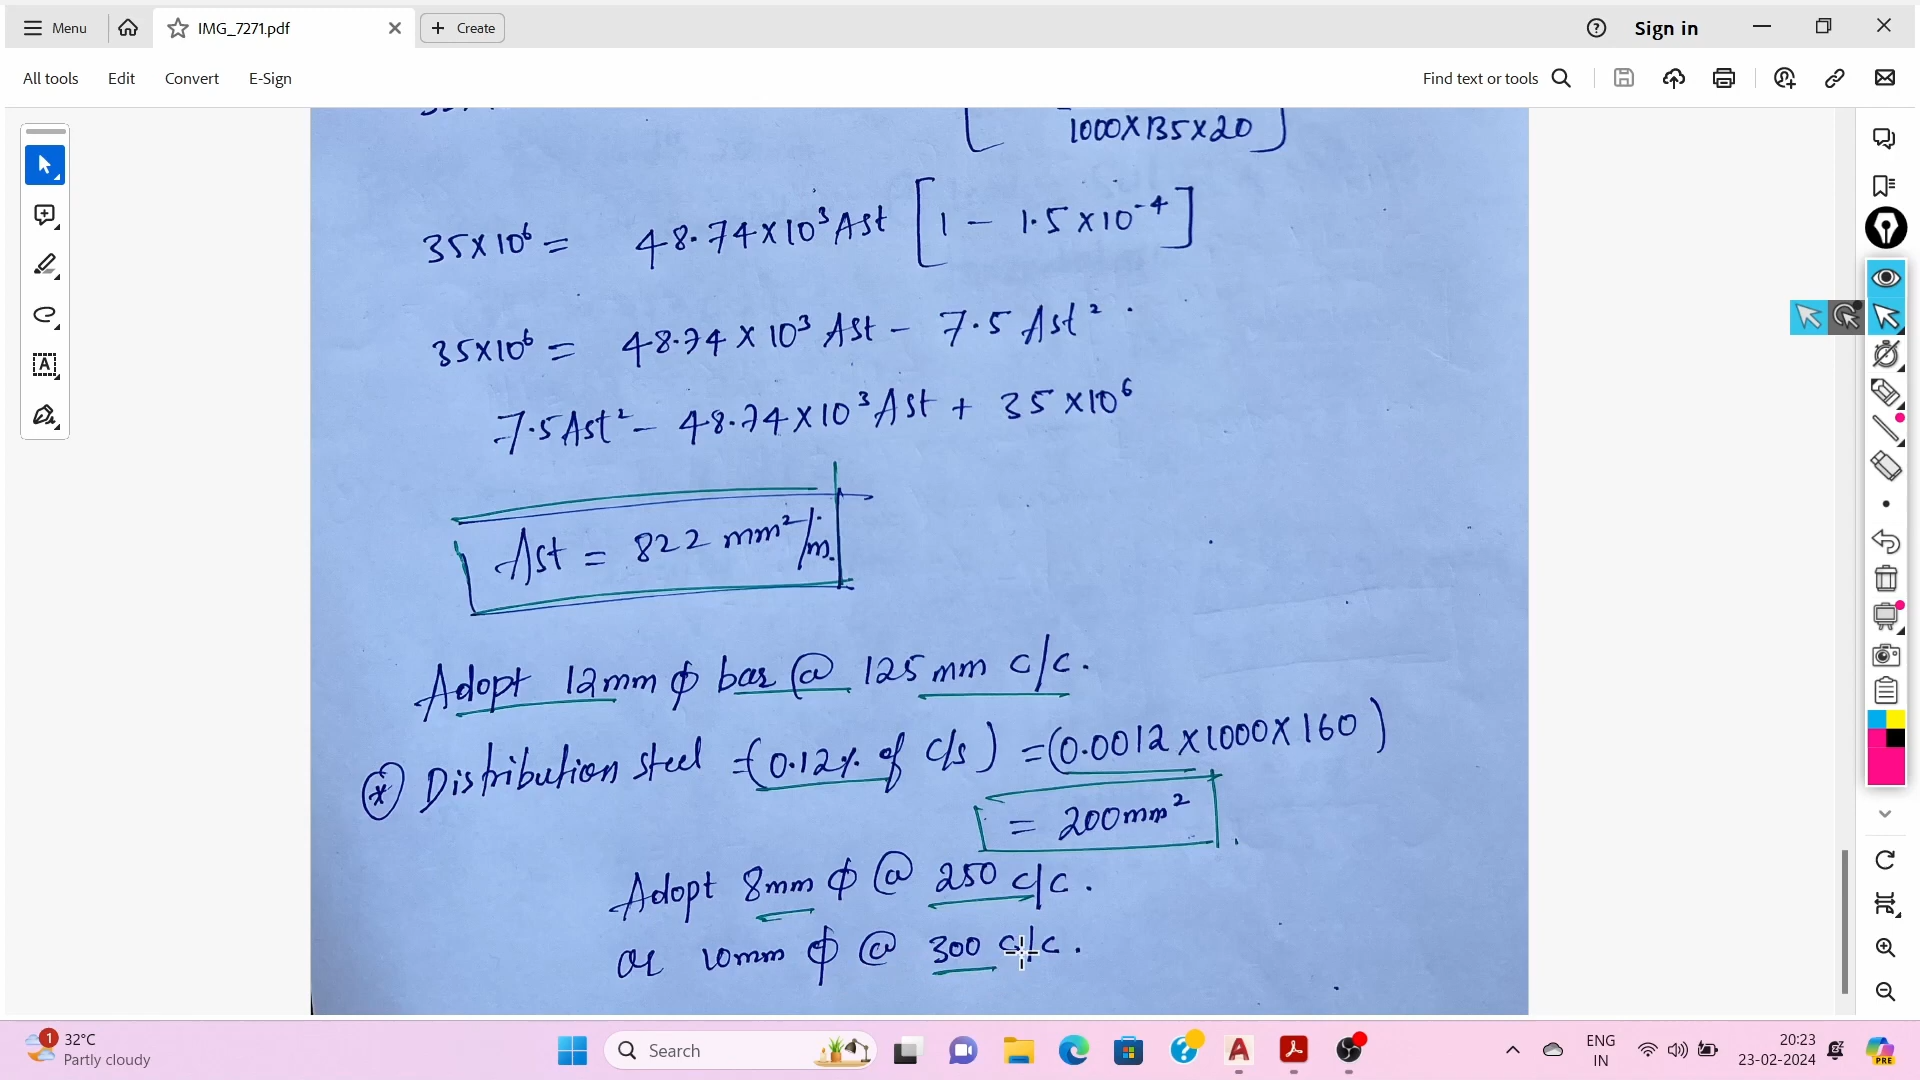 Menu
IMG_7271.pdf
Create
Sign in
All tools Edit Convert E-Sign
Find text or tools
1000X135X20
35X10⁶ = 48.74X10³Ast [1 - 1.5X10⁻⁴]
35X10⁶ = 48.74 X 10³ Ast - 7.5 Ast²
7.5Ast² - 48.74X10³Ast + 35X10⁶
Ast = 822 mm²/m.
Adopt 12mm ϕ bar @ 125 mm c/c.
* Distribution steel =(0.12% of c/s) =(0.0012X1000X160)
= 200mm²
Adopt 8mm ϕ @ 250 c/c.
or 10mm ϕ @ 300 c/c.
1
32°C
Partly cloudy
Search
PRE
ENG
IN
20:23
23-02-2024